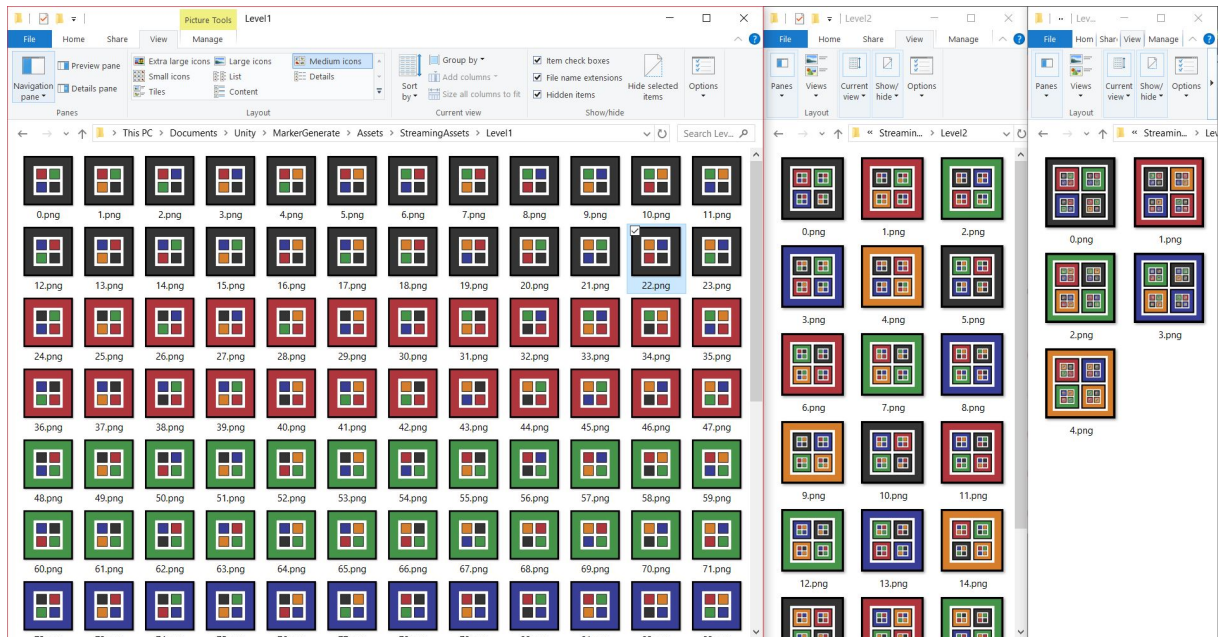 Picture Tools Level1
File Home Share View Manage
Navigation pane
Preview pane
Details pane
Panes
Extra large icons Large icons Medium icons
Small icons List Details
Tiles Content
Layout
Sort by
Group by
Add columns
Size all columns to fit
Current view
Item check boxes
File name extensions
Hidden items
Hide selected items
Show/hide
Options
This PC > Documents > Unity > MarkerGenerate > Assets > StreamingAssets > Level1
Search Lev...
0.png 1.png 2.png 3.png 4.png 5.png 6.png 7.png 8.png 9.png 10.png 11.png
12.png 13.png 14.png 15.png 16.png 17.png 18.png 19.png 20.png 21.png 22.png 23.png
24.png 25.png 26.png 27.png 28.png 29.png 30.png 31.png 32.png 33.png 34.png 35.png
36.png 37.png 38.png 39.png 40.png 41.png 42.png 43.png 44.png 45.png 46.png 47.png
48.png 49.png 50.png 51.png 52.png 53.png 54.png 55.png 56.png 57.png 58.png 59.png
60.png 61.png 62.png 63.png 64.png 65.png 66.png 67.png 68.png 69.png 70.png 71.png
Level2
File Home Share View Manage
Panes
Views
Current view
Show/ hide
Options
Layout
« Streamin... > Level2
0.png 1.png 2.png
3.png 4.png 5.png
6.png 7.png 8.png
9.png 10.png 11.png
12.png 13.png 14.png
Lev...
File Hom Shar View Manage
Panes
Views
Current view
Show/ hide
Options
Layout
« Streamin... > Lev
0.png 1.png
2.png 3.png
4.png